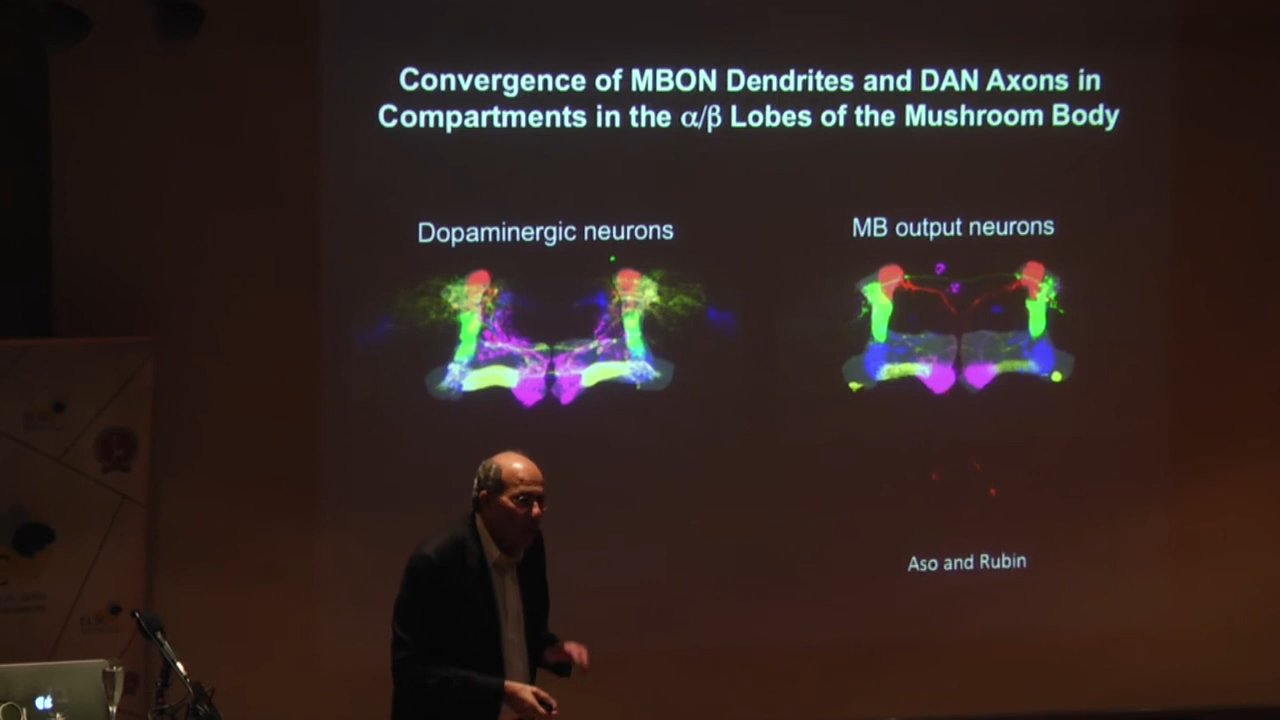 Convergence of MBON Dendrites and DAN Axons in
Compartments in the α/β Lobes of the Mushroom Body
Dopaminergic neurons
MB output neurons
Aso and Rubin